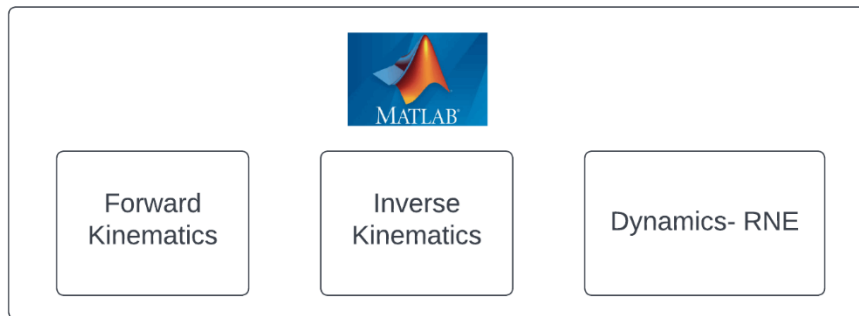 MATLAB®
Forward
Kinematics
Inverse
Kinematics
Dynamics- RNE